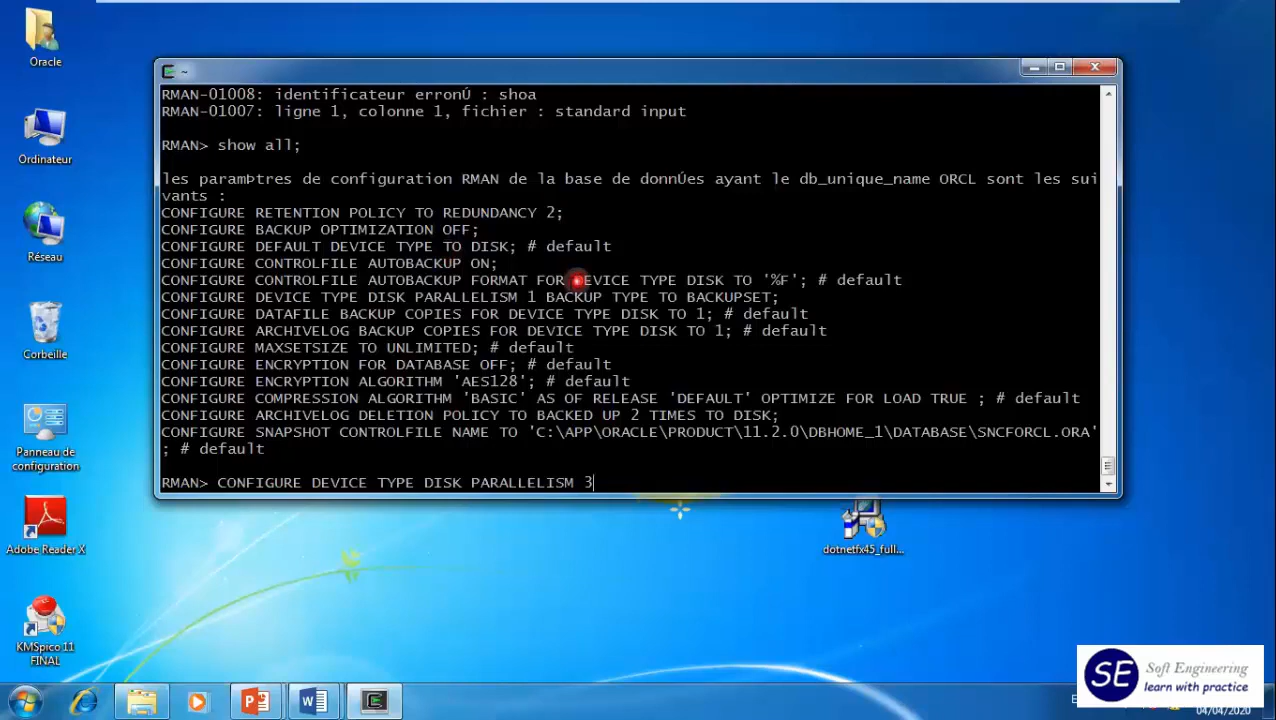 Oracle
Ordinateur
Réseau
Corbeille
Panneau de
configuration
Adobe Reader X
KMSpico 11
FINAL
~
RMAN-01008: identificateur erronÚ : shoa
RMAN-01007: ligne 1, colonne 1, fichier : standard input
RMAN> show all;
les paramÞtres de configuration RMAN de la base de donnÚes ayant le db_unique_name ORCL sont les sui
vants :
CONFIGURE RETENTION POLICY TO REDUNDANCY 2;
CONFIGURE BACKUP OPTIMIZATION OFF;
CONFIGURE DEFAULT DEVICE TYPE TO DISK; # default
CONFIGURE CONTROLFILE AUTOBACKUP ON;
CONFIGURE CONTROLFILE AUTOBACKUP FORMAT FOR DEVICE TYPE DISK TO '%F'; # default
CONFIGURE DEVICE TYPE DISK PARALLELISM 1 BACKUP TYPE TO BACKUPSET;
CONFIGURE DATAFILE BACKUP COPIES FOR DEVICE TYPE DISK TO 1; # default
CONFIGURE ARCHIVELOG BACKUP COPIES FOR DEVICE TYPE DISK TO 1; # default
CONFIGURE MAXSETSIZE TO UNLIMITED; # default
CONFIGURE ENCRYPTION FOR DATABASE OFF; # default
CONFIGURE ENCRYPTION ALGORITHM 'AES128'; # default
CONFIGURE COMPRESSION ALGORITHM 'BASIC' AS OF RELEASE 'DEFAULT' OPTIMIZE FOR LOAD TRUE ; # default
CONFIGURE ARCHIVELOG DELETION POLICY TO BACKED UP 2 TIMES TO DISK;
CONFIGURE SNAPSHOT CONTROLFILE NAME TO 'C:\APP\ORACLE\PRODUCT\11.2.0\DBHOME_1\DATABASE\SNCFORCL.ORA'
; # default
RMAN> CONFIGURE DEVICE TYPE DISK PARALLELISM 3
dotnetfx45_full...
SE Soft Engineering
learn with practice
04/04/2020